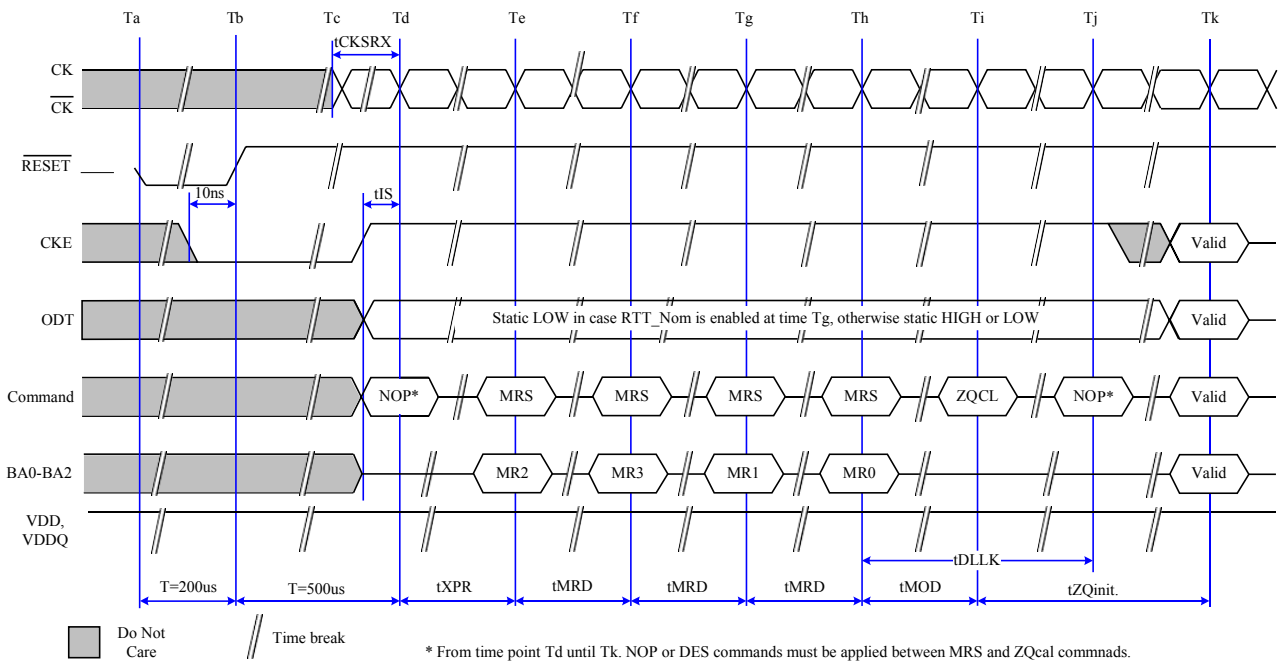 Ta Tb Tc Td Te Tf Tg Th Ti Tj Tk
tCKSRX
CK
CK
RESET
10ns
tIS
CKE
Valid
ODT
Static LOW in case RTT_Nom is enabled at time Tg, otherwise static HIGH or LOW
Valid
Command
NOP* MRS MRS MRS MRS ZQCL NOP* Valid
BA0-BA2
MR2 MR3 MR1 MR0 Valid
VDD,
VDDQ
tDLLK
T=200us T=500us tXPR tMRD tMRD tMRD tMOD tZQinit.
Do Not
Care
Time break
* From time point Td until Tk. NOP or DES commands must be applied between MRS and ZQcal commnads.